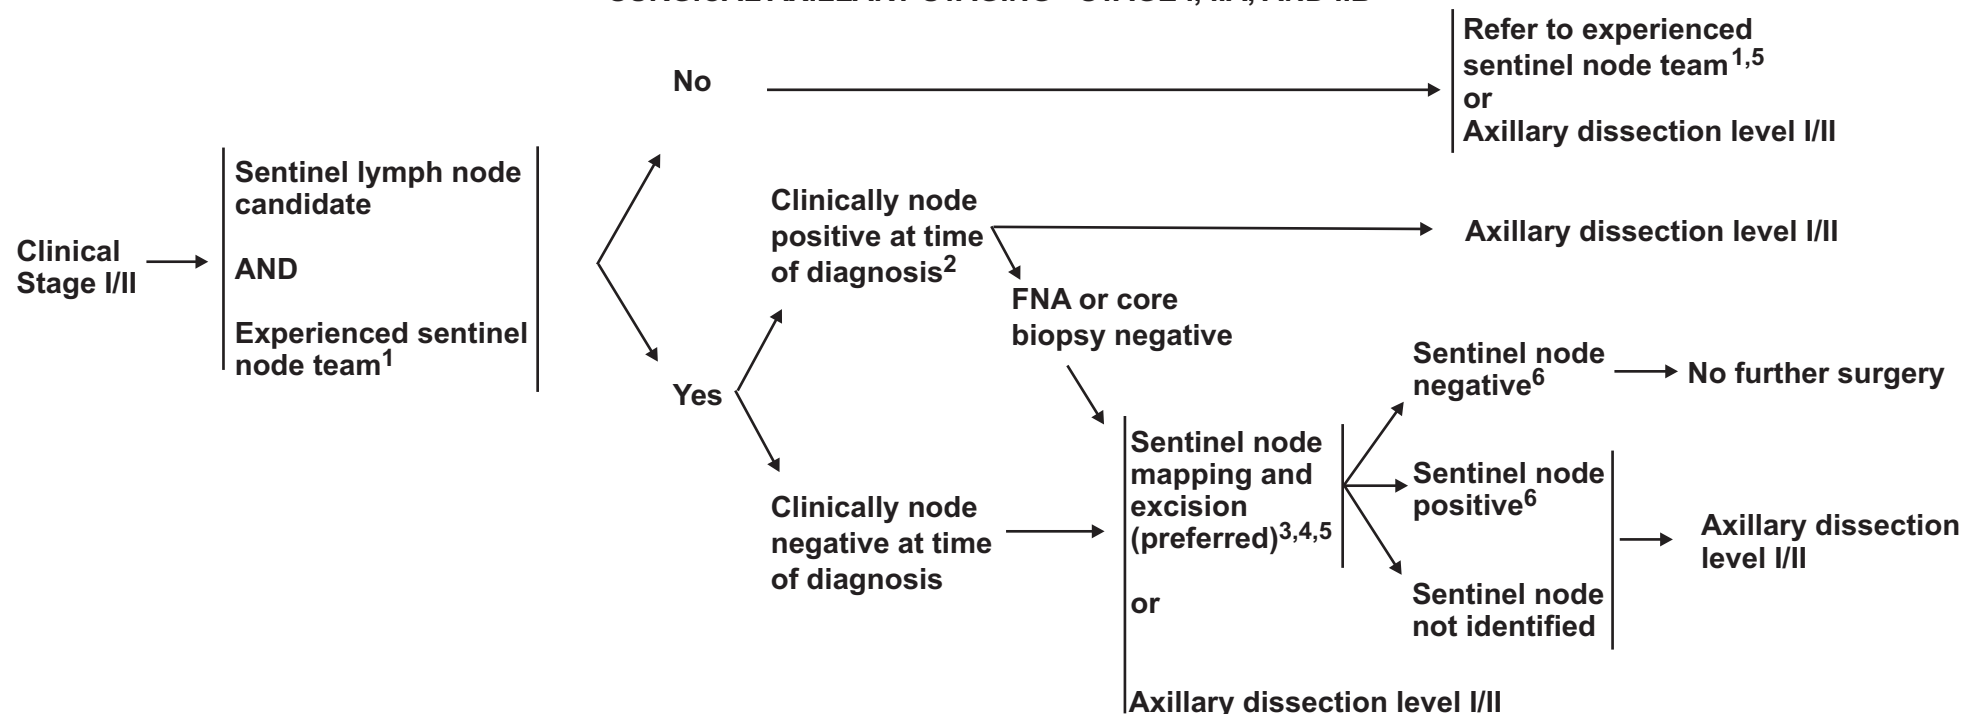 No
Refer to experienced
sentinel node team1,5
or
Axillary dissection level I/II
Clinical
Stage I/II
Sentinel lymph node
candidate
AND
Experienced sentinel
node team1
Yes
Clinically node
positive at time
of diagnosis2
Axillary dissection level I/II
FNA or core
biopsy negative
Clinically node
negative at time
of diagnosis
Sentinel node
mapping and
excision
(preferred)3,4,5
or
Axillary dissection level I/II
Sentinel node
negative6
No further surgery
Sentinel node
positive6
Sentinel node
not identified
Axillary dissection
level I/II